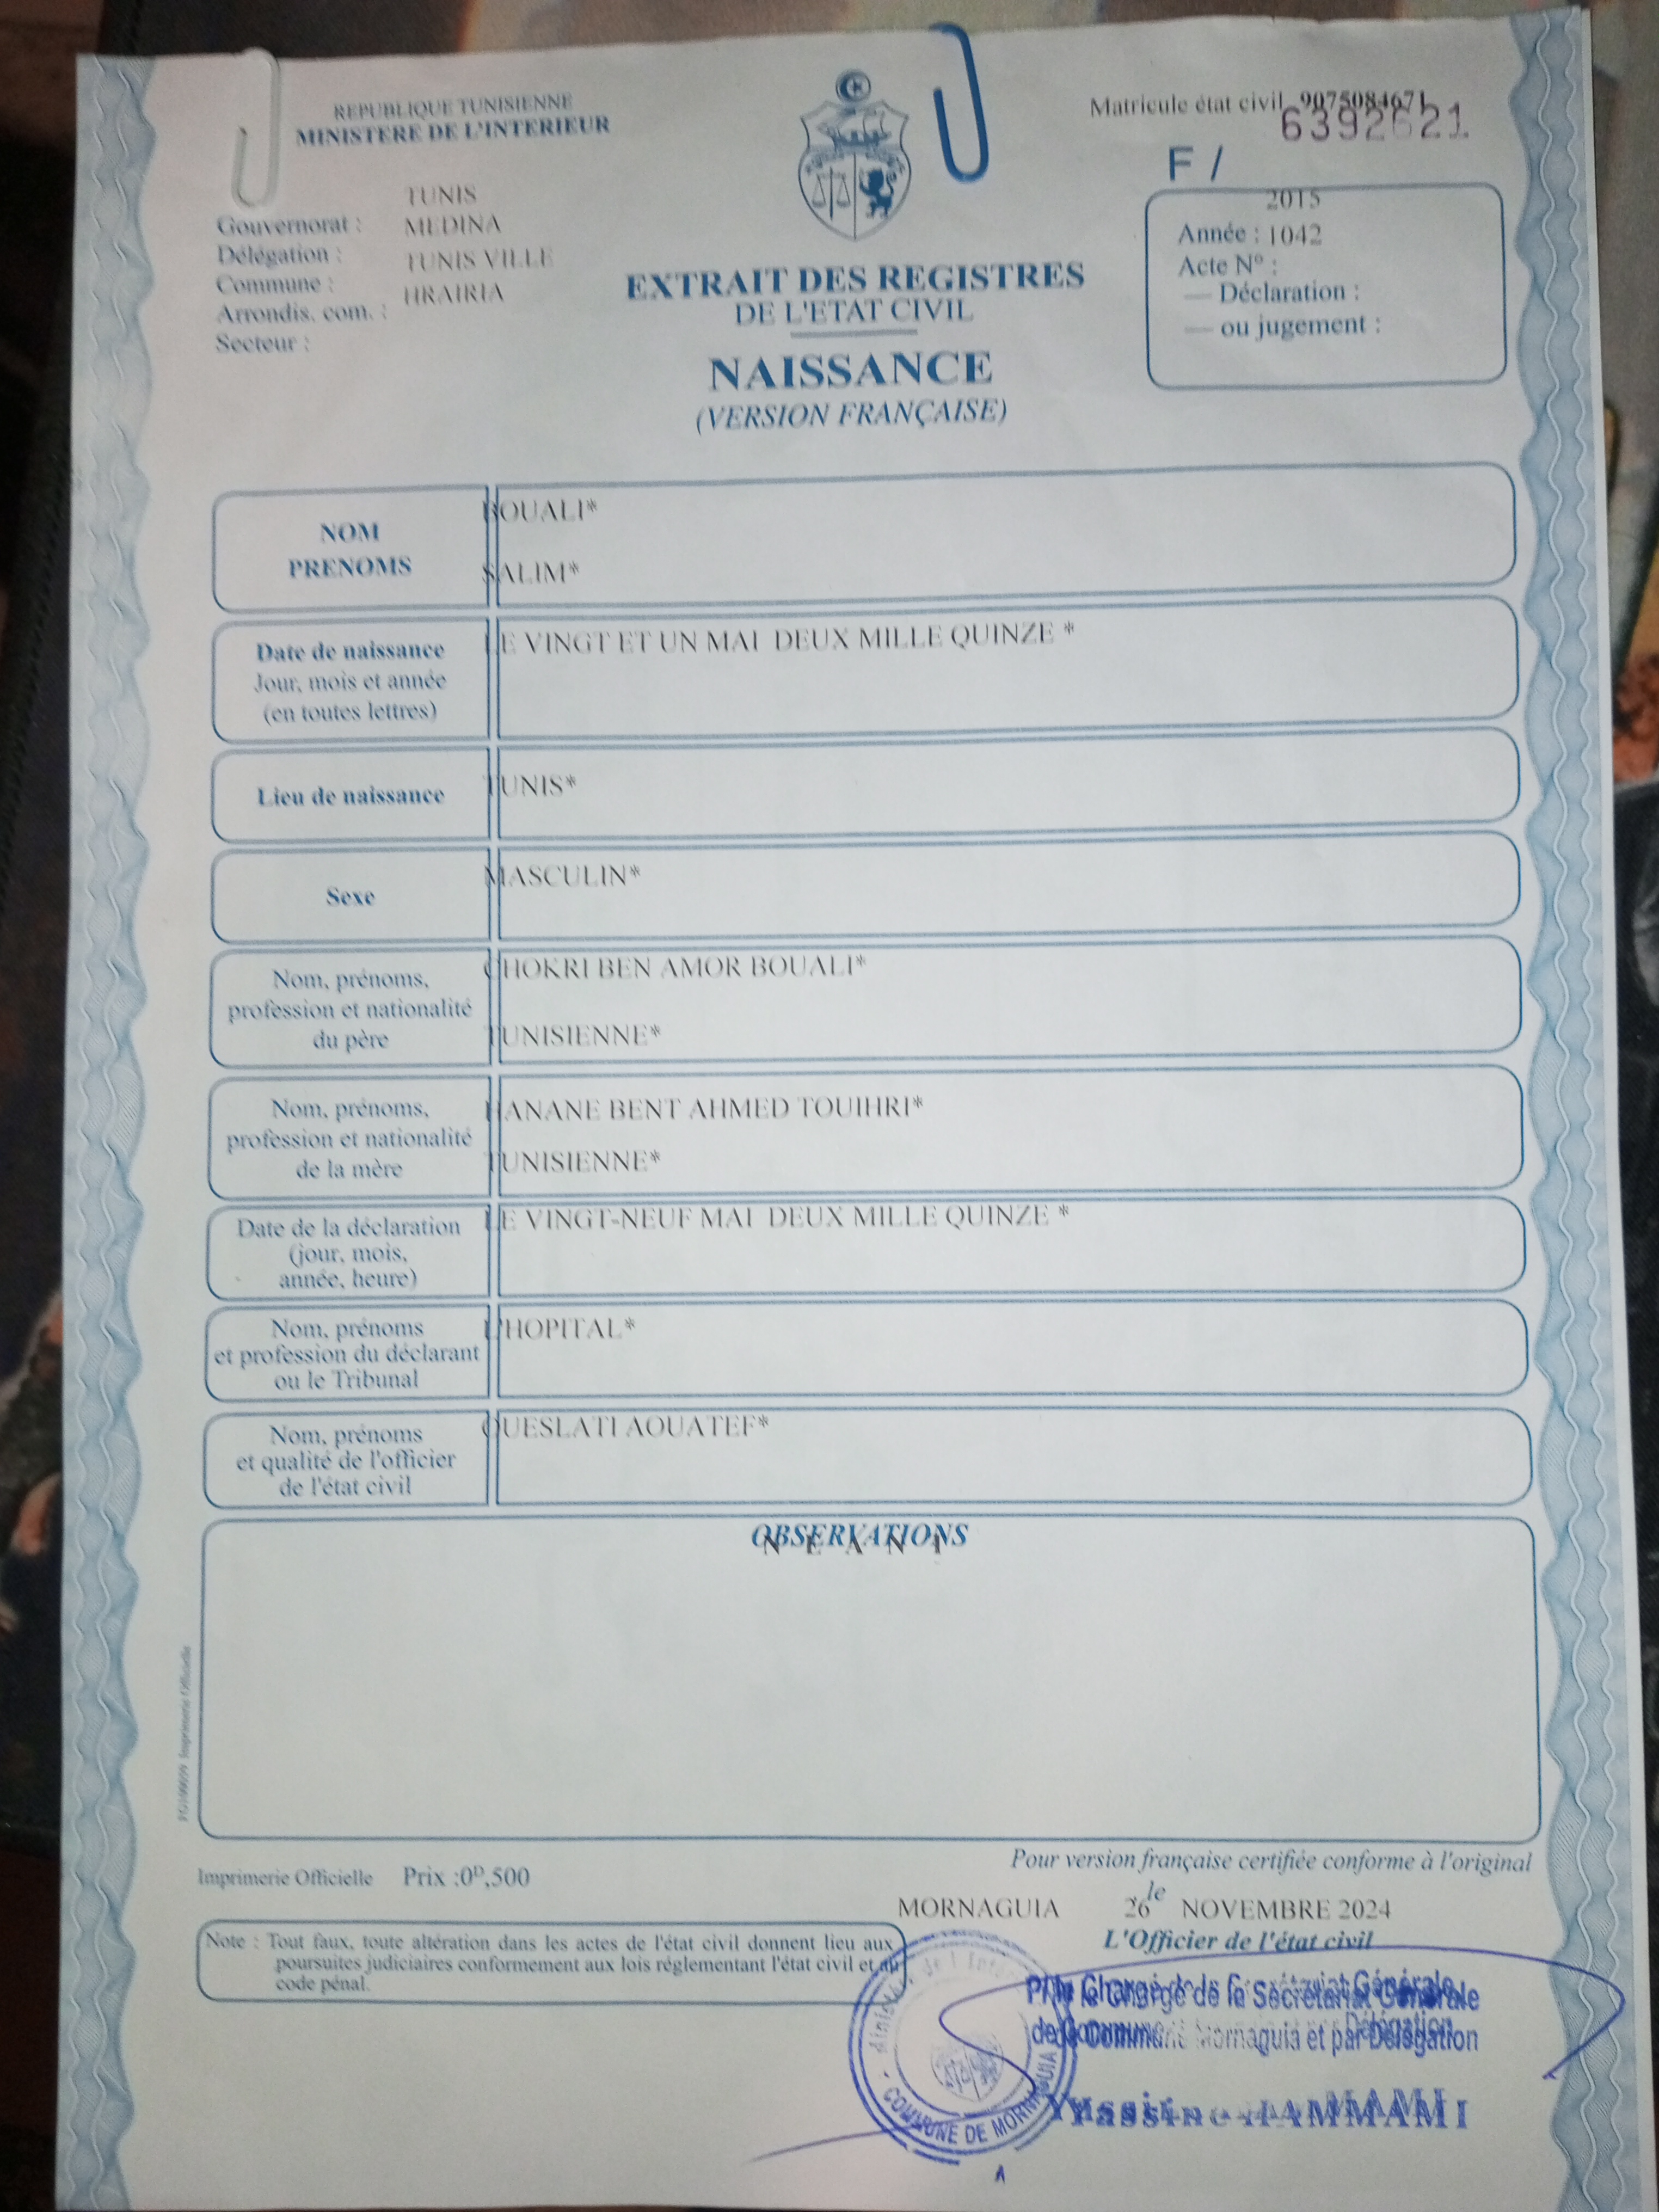 REPUBLIQUE TUNISIENNE
MINISTERE DE L'INTERIEUR
Matricule état civil 9075084671
6392621
F /
TUNIS
Gouvernorat : MEDINA
Délégation : TUNIS VILLE
Commune : HRAIRIA
Arrondis. com. :
Secteur :
2015
Année : 1042
Acte N° :
— Déclaration :
— ou jugement :
EXTRAIT DES REGISTRES
DE L'ETAT CIVIL
NAISSANCE
(VERSION FRANÇAISE)
NOM
PRENOMS
BOUALI*
SALIM*
Date de naissance
Jour, mois et année
(en toutes lettres)
LE VINGT ET UN MAI DEUX MILLE QUINZE *
Lieu de naissance
TUNIS*
Sexe
MASCULIN*
Nom, prénoms,
profession et nationalité
du père
CHOKRI BEN AMOR BOUALI*
TUNISIENNE*
Nom, prénoms,
profession et nationalité
de la mère
HANANE BENT AHMED TOUIHRI*
TUNISIENNE*
Date de la déclaration
(jour, mois,
année, heure)
LE VINGT-NEUF MAI DEUX MILLE QUINZE *
Nom, prénoms
et profession du déclarant
ou le Tribunal
L'HOPITAL*
Nom, prénoms
et qualité de l'officier
de l'état civil
OUESLATI AOUATEF*
OBSERVATIONS
N E A N T
Imprimerie Officielle
Imprimerie Officielle Prix :0ᴰ,500
Pour version française certifiée conforme à l'original
MORNAGUIA le 26 NOVEMBRE 2024
L'Officier de l'état civil
Note : Tout faux, toute altération dans les actes de l'état civil donnent lieu aux
poursuites judiciaires conformement aux lois réglementant l'état civil et au
code pénal.
P/ le Chargé de la Secrétariat Générale
de Commune Mornaguia et par Délégation
Yassine HAMMAMI
COMMUNE DE MORNAGUIA